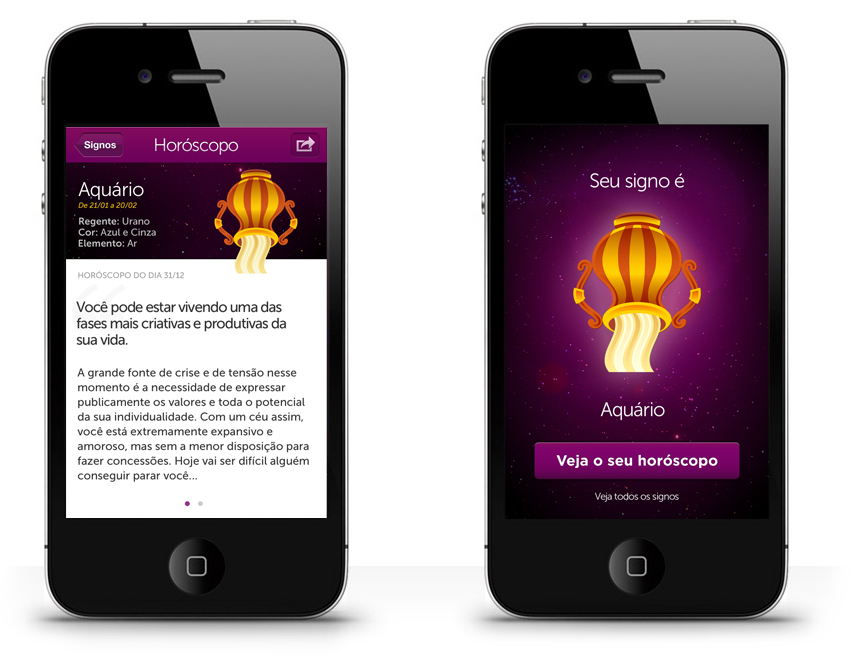 Signos
Horóscopo
Aquário
De 21/01 a 20/02
Regente: Urano
Cor: Azul e Cinza
Elemento: Ar
HORÓSCOPO DO DIA 31/12
Você pode estar vivendo uma das
fases mais criativas e produtivas da
sua vida.
A grande fonte de crise e de tensão nesse
momento é a necessidade de expressar
publicamente os valores e toda o potencial
da sua individualidade. Com um céu assim,
você está extremamente expansivo e
amoroso, mas sem a menor disposição para
fazer concessões. Hoje vai ser difícil alguém
conseguir parar você...
Seu signo é
Aquário
Veja o seu horóscopo
Veja todos os signos